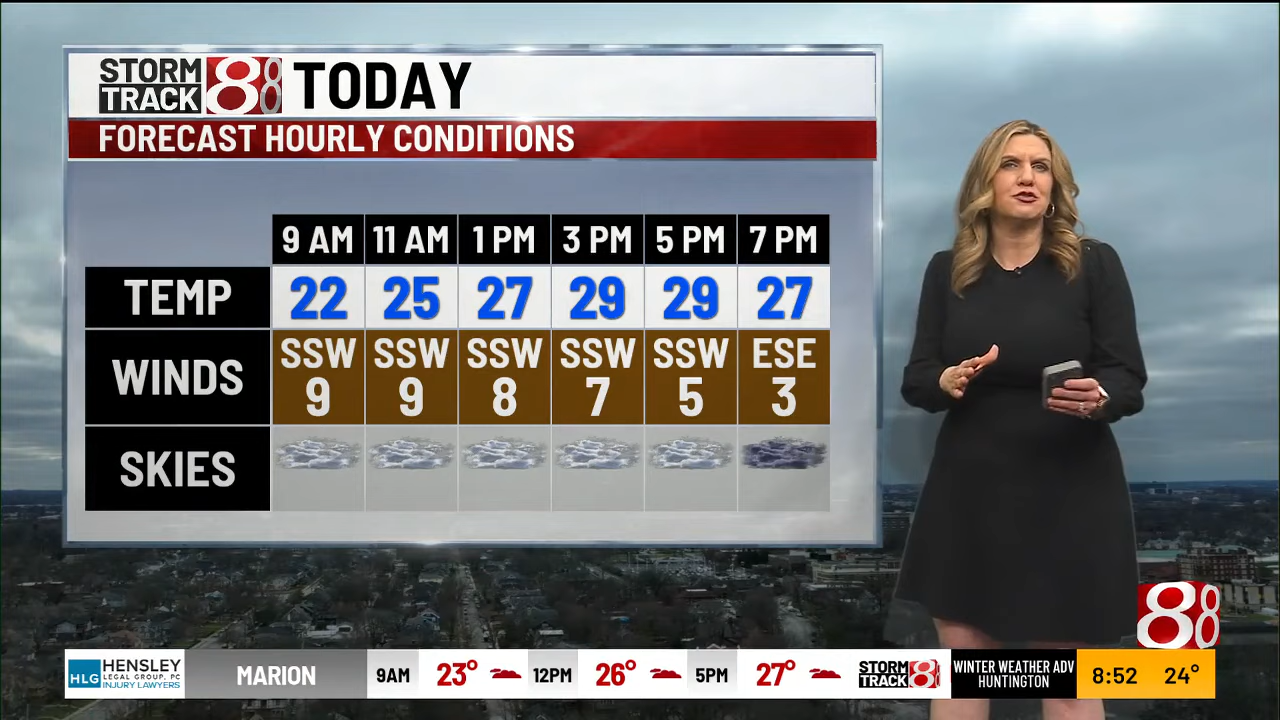 STORM TRACK 8 TODAY
FORECAST HOURLY CONDITIONS
9 AM 11 AM 1 PM 3 PM 5 PM 7 PM
TEMP 22 25 27 29 29 27
WINDS SSW 9 SSW 9 SSW 8 SSW 7 SSW 5 ESE 3
SKIES
8
HLG HENSLEY LEGAL GROUP, PC INJURY LAWYERS
MARION 9AM 23° 12PM 26° 5PM 27°
STORM TRACK 8
WINTER WEATHER ADV
HUNTINGTON
8:52 24°